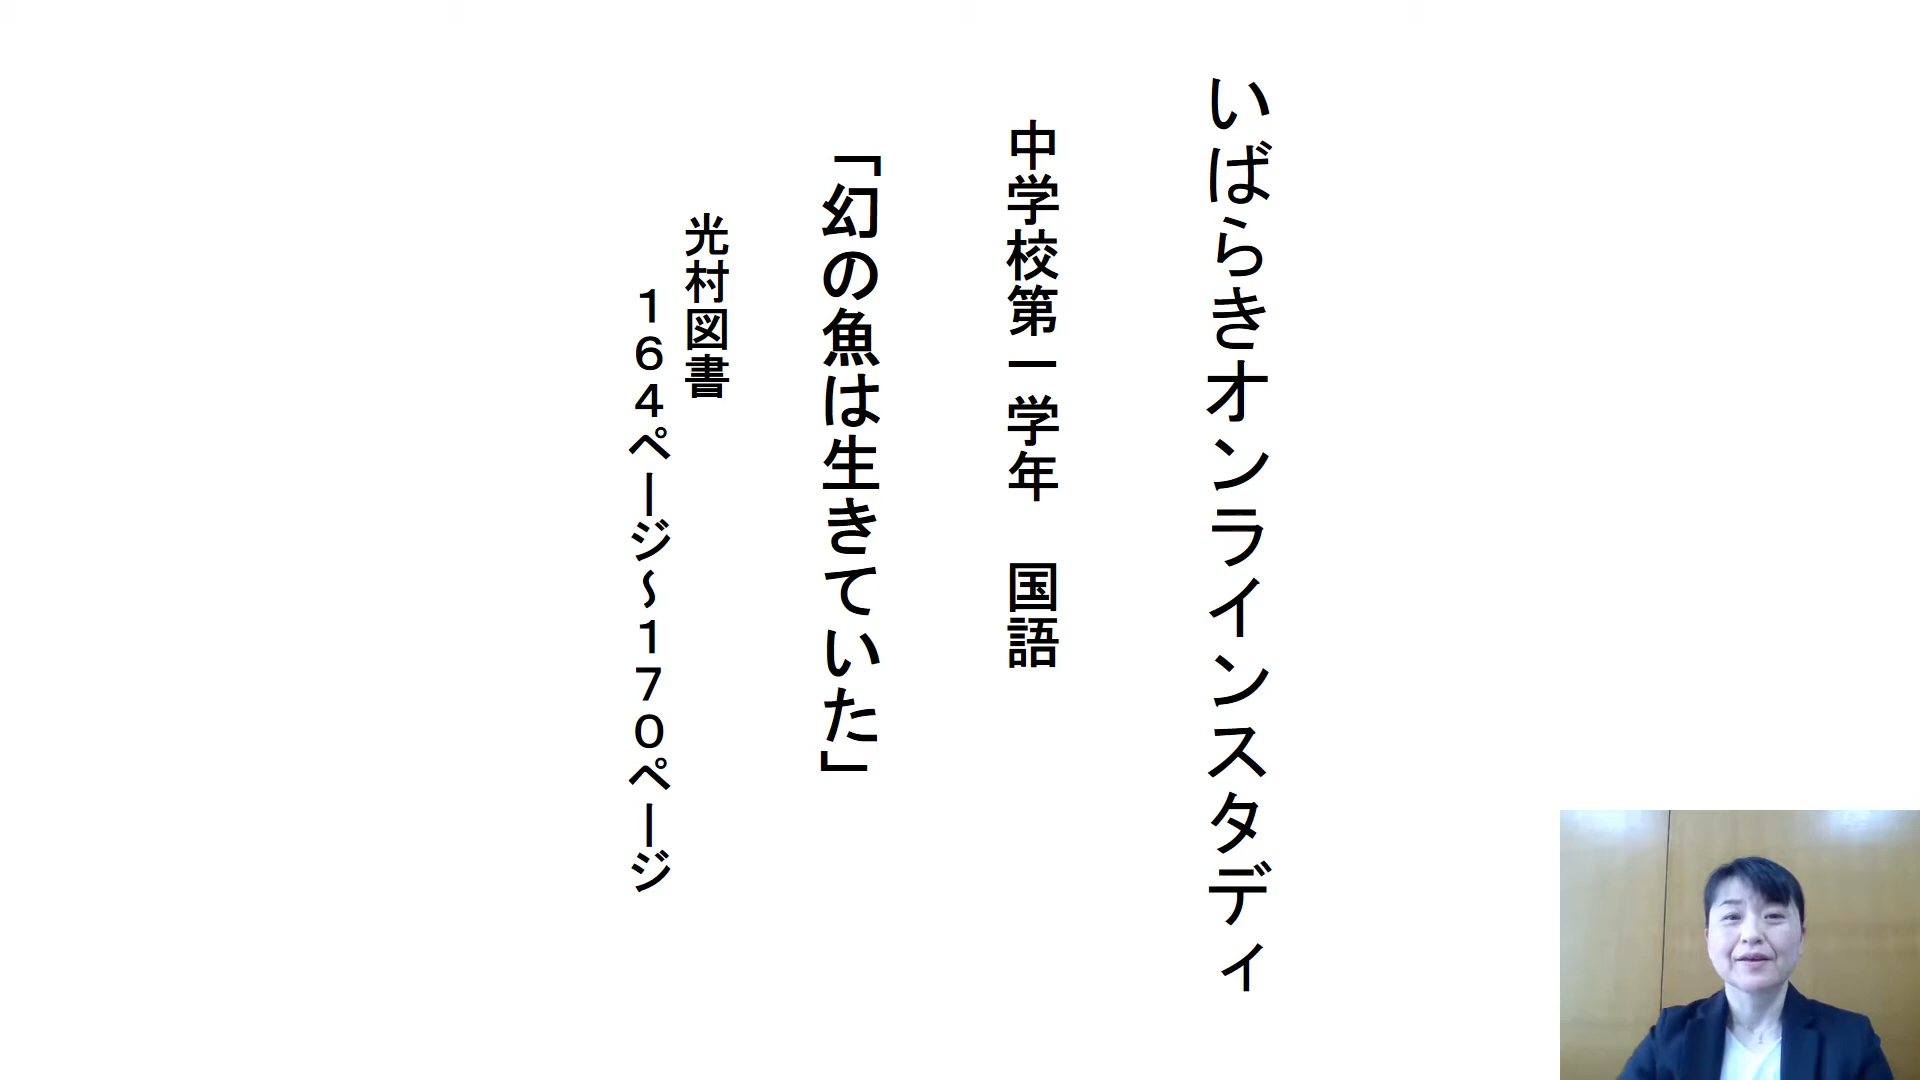 いばらきオンラインスタディ
中学校第一学年　国語
「幻の魚は生きていた」
光村図書
１６４ページ～１７０ページ